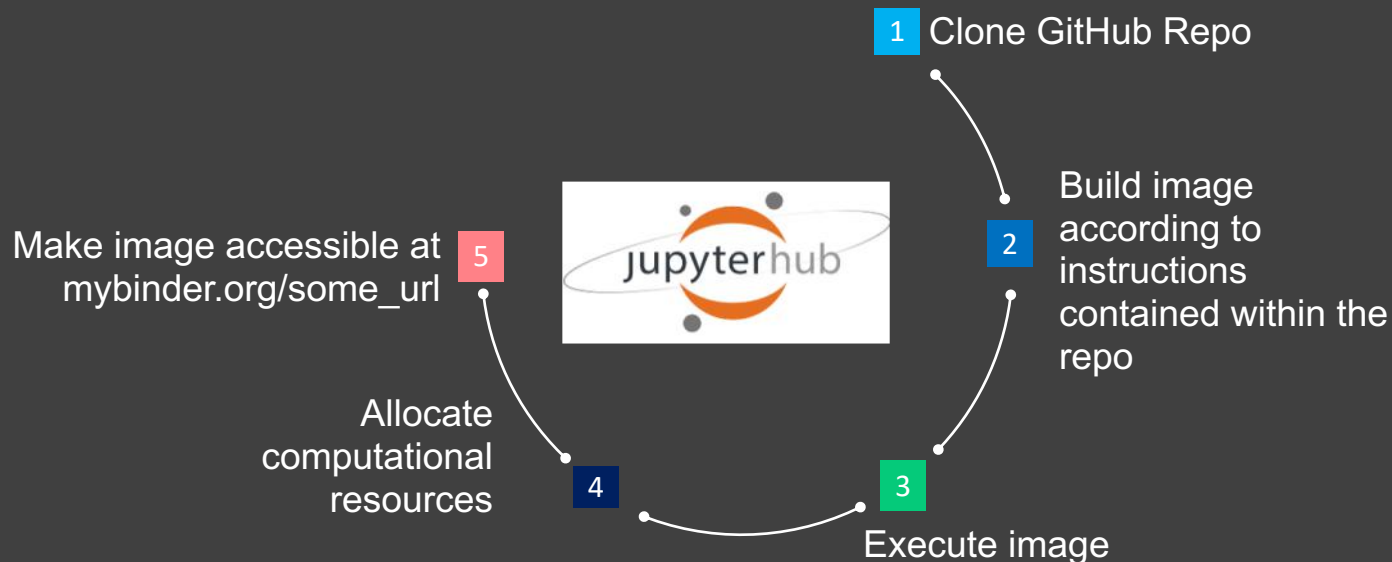 1 Clone GitHub Repo
2
Build image
according to
instructions
contained within the
repo
3
Execute image
4
Allocate
computational
resources
5
Make image accessible at
mybinder.org/some_url
jupyterhub